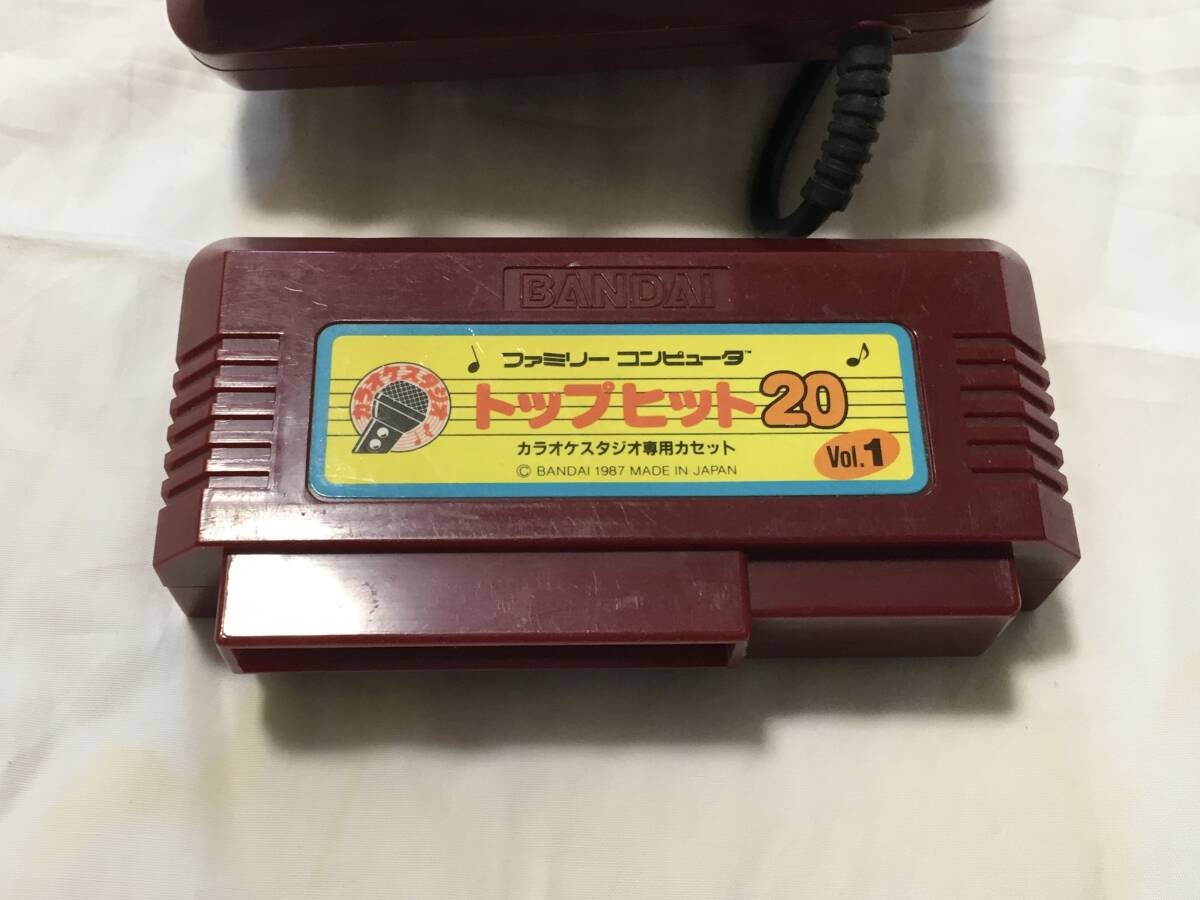 BANDAI
ファミリー コンピュータ™
カラオケスタジオ
トップヒット20
カラオケスタジオ専用カセット
Vol.1
© BANDAI 1987 MADE IN JAPAN